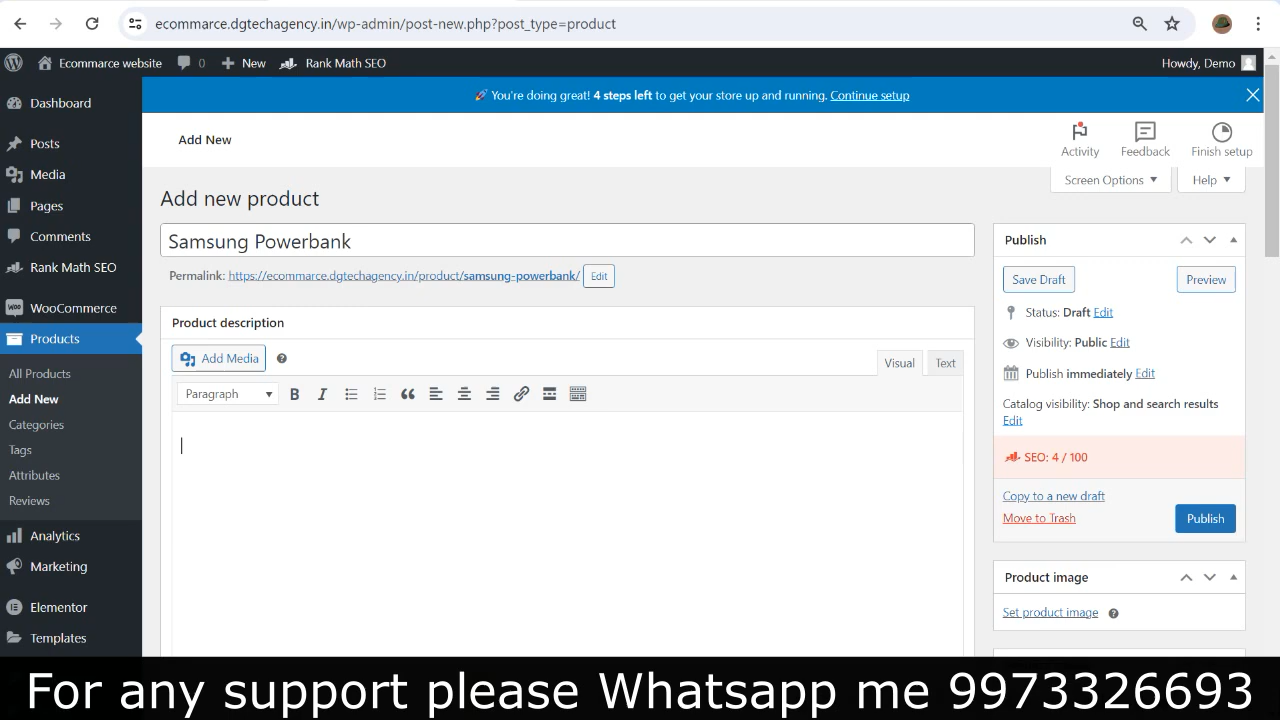 ecommarce.dgtechagency.in/wp-admin/post-new.php?post_type=product
Ecommarce website
0
New
Rank Math SEO
Howdy, Demo
Dashboard
Posts
Media
Pages
Comments
Rank Math SEO
WooCommerce
Products
All Products
Add New
Categories
Tags
Attributes
Reviews
Analytics
Marketing
Elementor
Templates
🚀 You're doing great! 4 steps left to get your store up and running. Continue setup
Add New
Activity
Feedback
Finish setup
Screen Options
Help
Add new product
Samsung Powerbank
Permalink: https://ecommarce.dgtechagency.in/product/samsung-powerbank/ Edit
Product description
Add Media
Visual
Text
Paragraph
Publish
Save Draft
Preview
Status: Draft Edit
Visibility: Public Edit
Publish immediately Edit
Catalog visibility: Shop and search results
Edit
SEO: 4 / 100
Copy to a new draft
Move to Trash
Publish
Product image
Set product image
For any support please Whatsapp me 9973326693